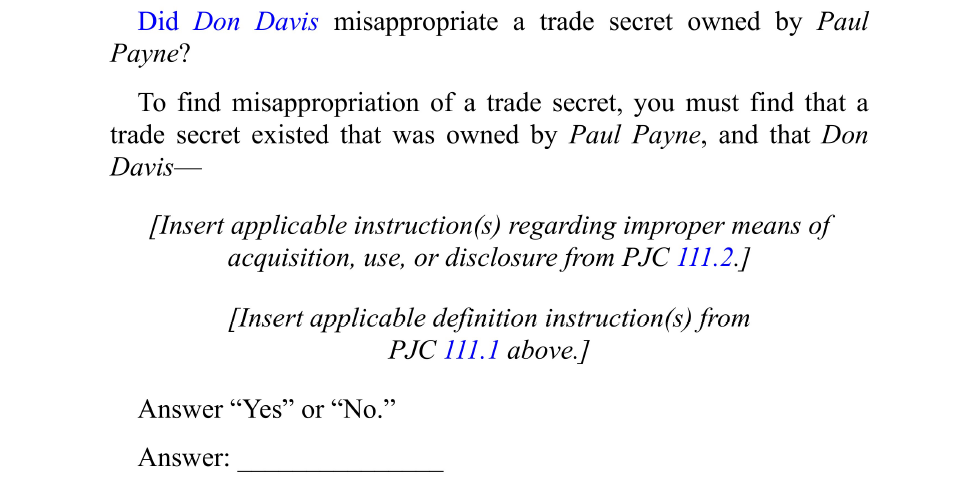 Did Don Davis misappropriate a trade secret owned by Paul
Payne?
To find misappropriation of a trade secret, you must find that a
trade secret existed that was owned by Paul Payne, and that Don
Davis—
[Insert applicable instruction(s) regarding improper means of
acquisition, use, or disclosure from PJC 111.2.]
[Insert applicable definition instruction(s) from
PJC 111.1 above.]
Answer “Yes” or “No.”
Answer: _______________